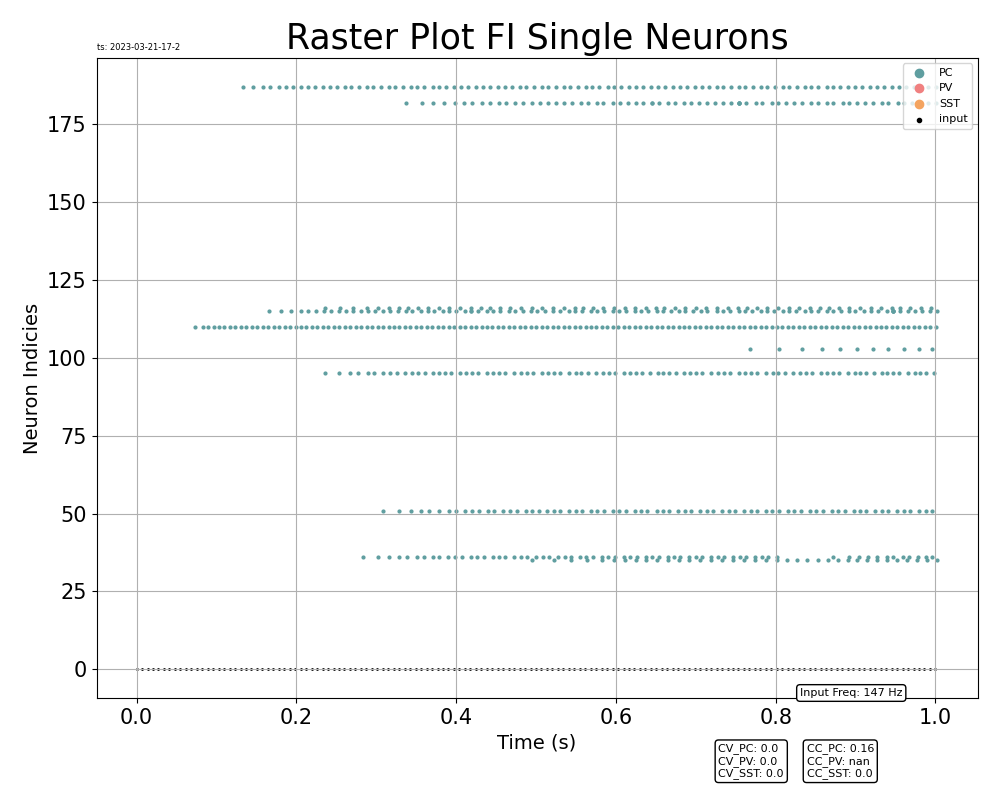 Raster Plot FI Single Neurons
ts: 2023-03-21-17-2
PC
PV
SST
input
175
150
125
100
75
50
25
0
Neuron Indicies
Input Freq: 147 Hz
0.0 0.2 0.4 0.6 0.8 1.0
Time (s)
CV_PC: 0.0
CV_PV: 0.0
CV_SST: 0.0
CC_PC: 0.16
CC_PV: nan
CC_SST: 0.0